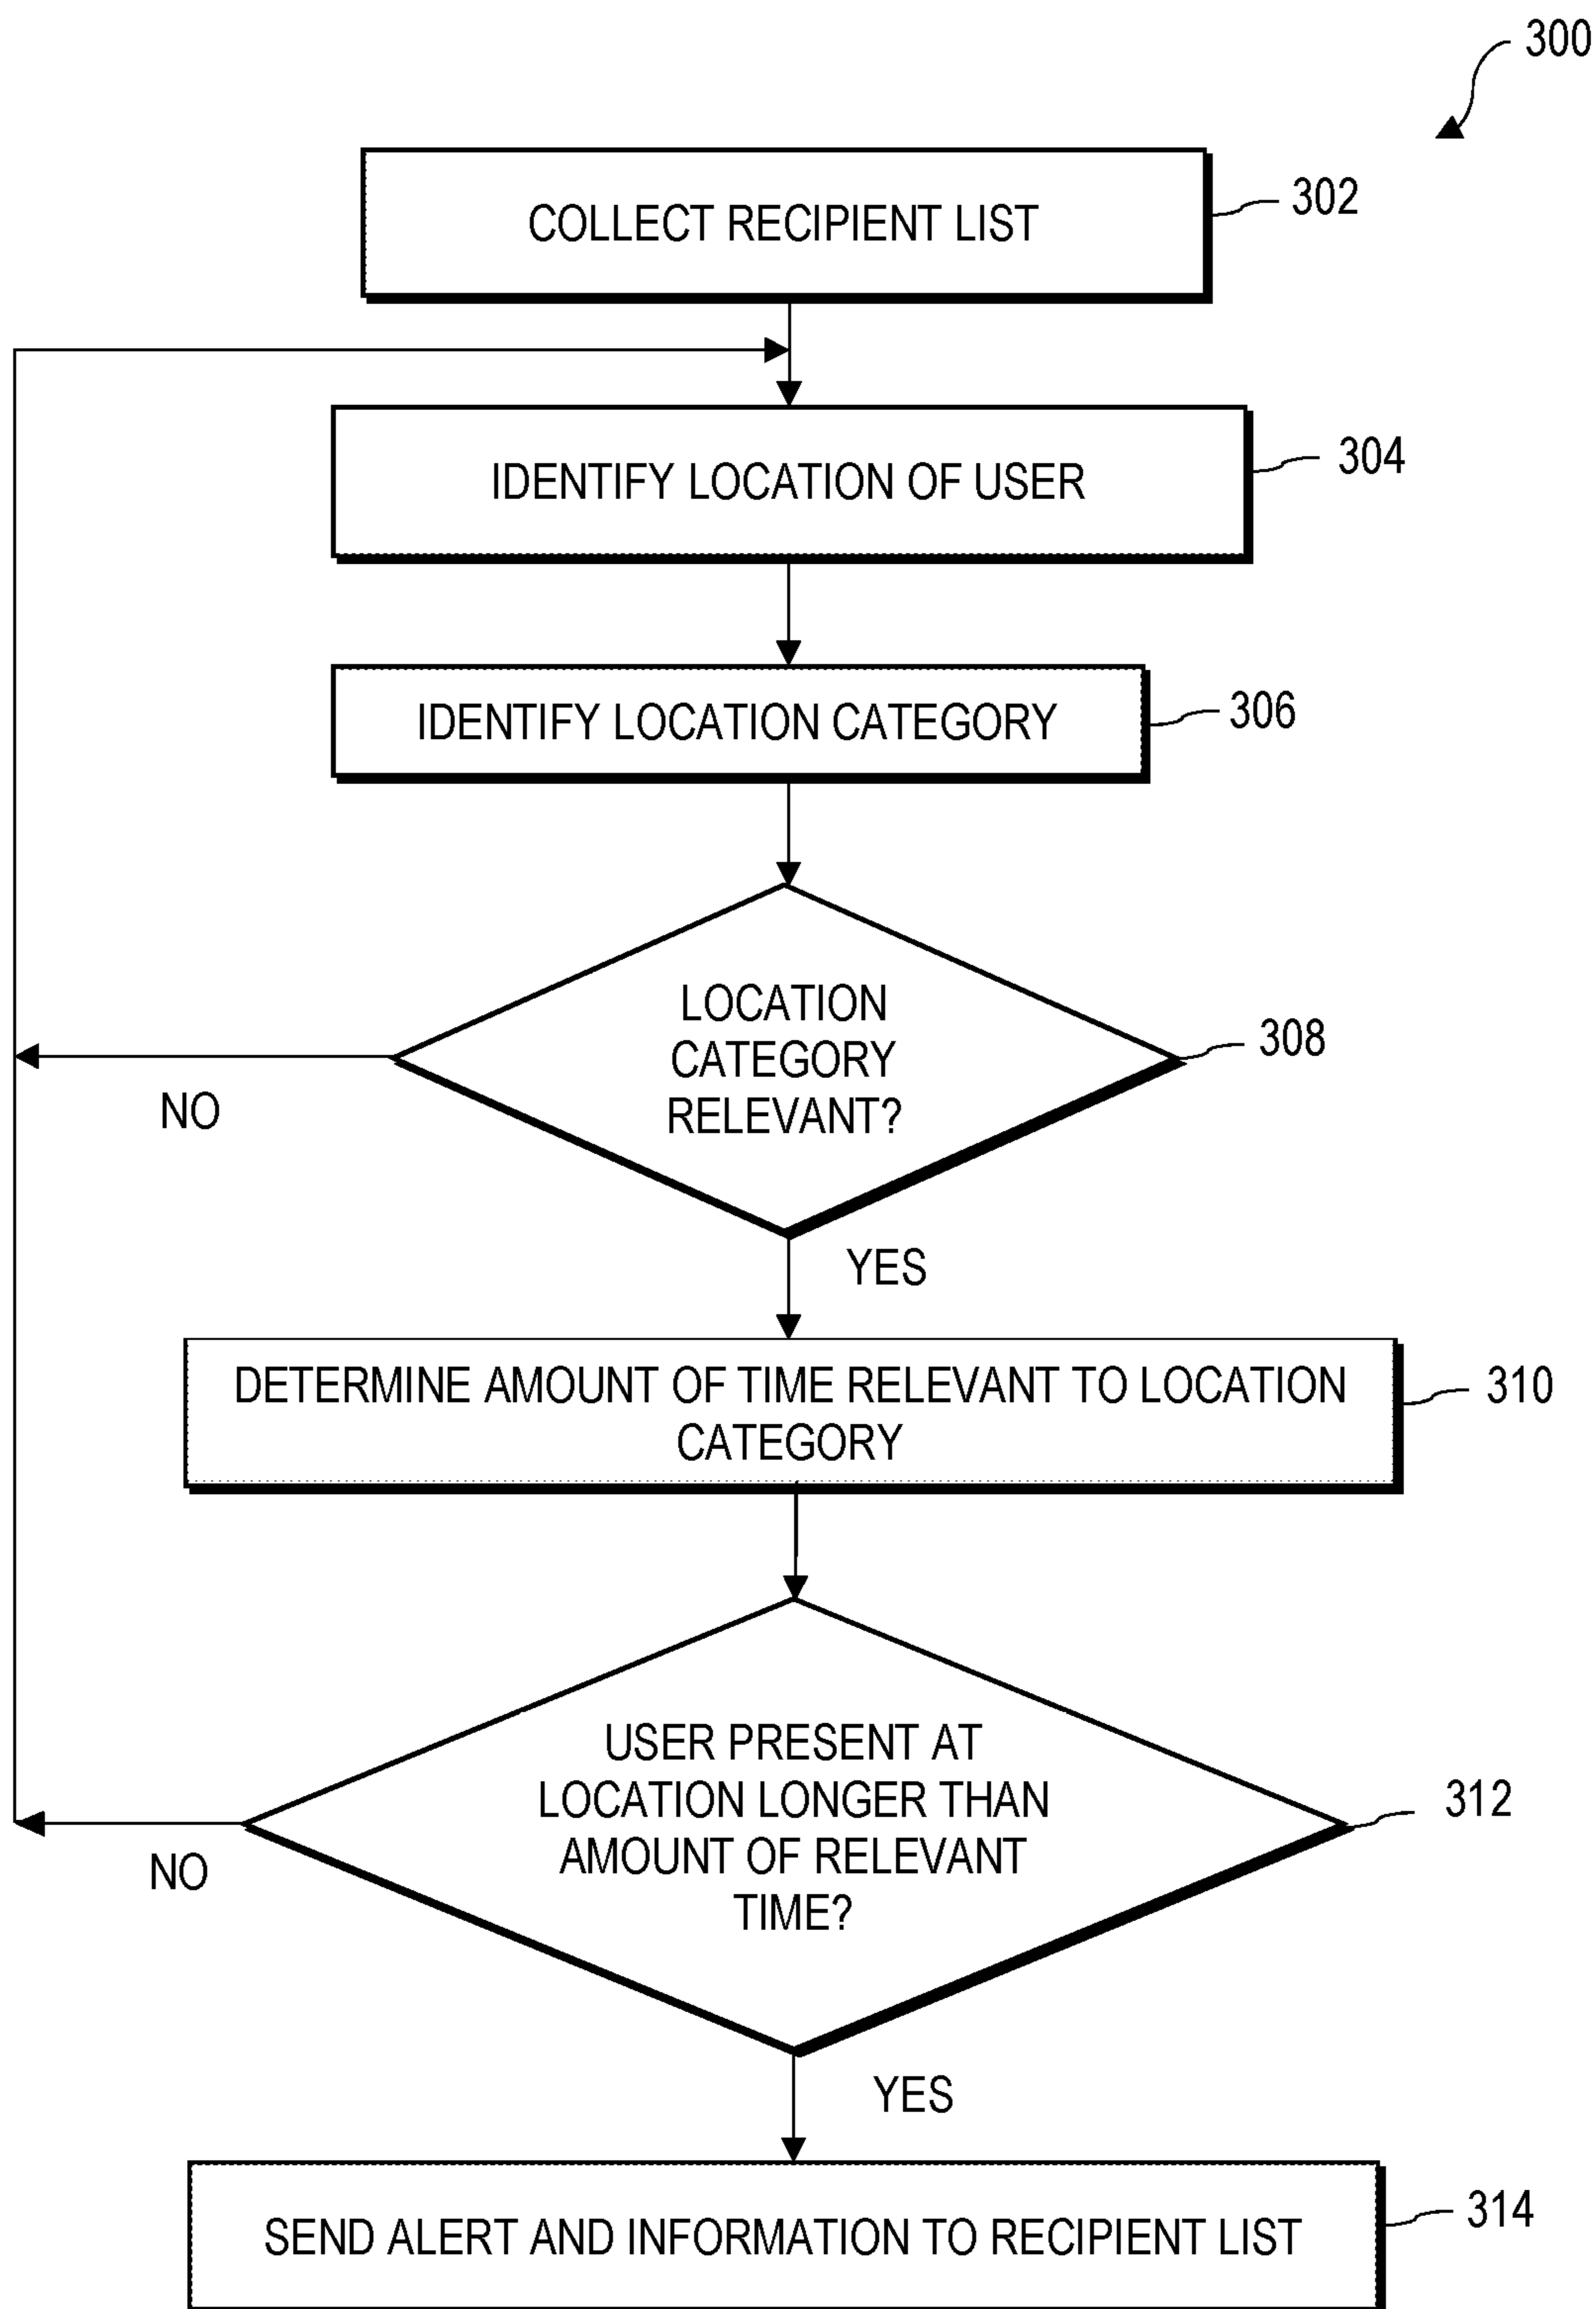 300
COLLECT RECIPIENT LIST
302
IDENTIFY LOCATION OF USER
304
IDENTIFY LOCATION CATEGORY
306
LOCATION
CATEGORY
RELEVANT?
308
NO
YES
DETERMINE AMOUNT OF TIME RELEVANT TO LOCATION
CATEGORY
310
USER PRESENT AT
LOCATION LONGER THAN
AMOUNT OF RELEVANT
TIME?
312
NO
YES
SEND ALERT AND INFORMATION TO RECIPIENT LIST
314